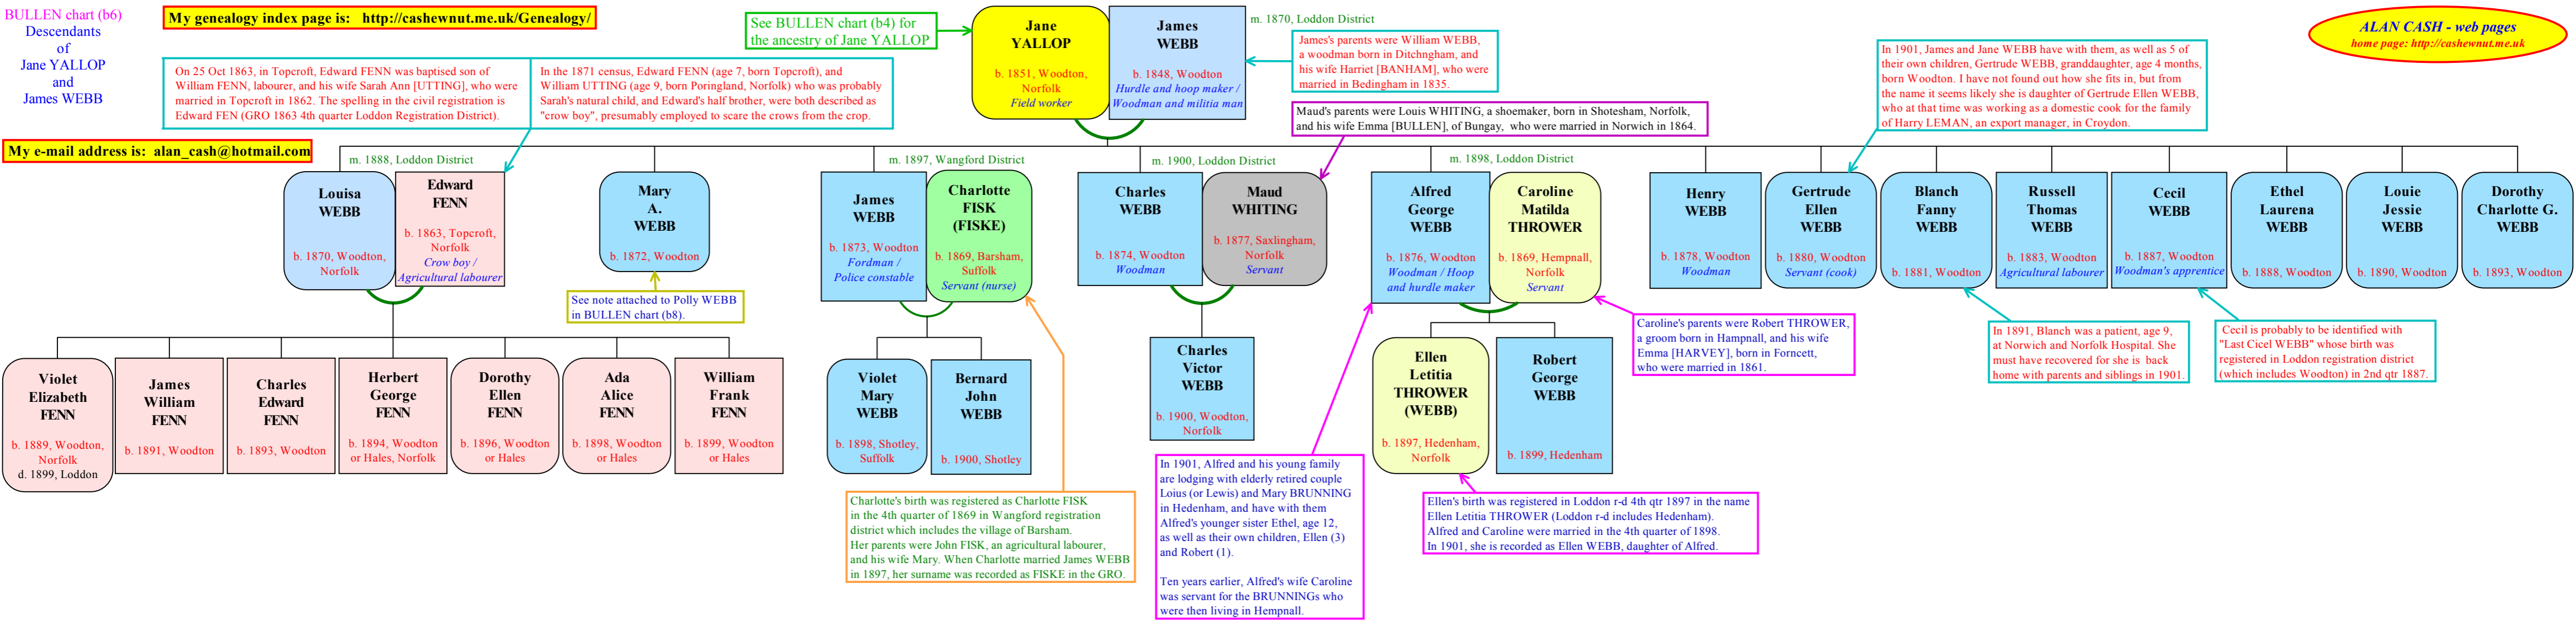 BULLEN chart (b6)
Descendants
of
Jane YALLOP
and
James WEBB
My genealogy index page is: http://cashewnut.me.uk/Genealogy/
See BULLEN chart (b4) for
the ancestry of Jane YALLOP
Jane
YALLOP
b. 1851, Woodton,
Norfolk
Field worker
James
WEBB
b. 1848, Woodton
Hurdle and hoop maker /
Woodman and militia man
m. 1870, Loddon District
James's parents were William WEBB,
a woodman born in Ditchngham, and
his wife Harriet [BANHAM], who were
married in Bedingham in 1835.
In 1901, James and Jane WEBB have with them, as well as 5 of
their own children, Gertrude WEBB, granddaughter, age 4 months,
born Woodton. I have not found out how she fits in, but from
the name it seems likely she is daughter of Gertrude Ellen WEBB,
who at that time was working as a domestic cook for the family
of Harry LEMAN, an export manager, in Croydon.
ALAN CASH - web pages
home page: http://cashewnut.me.uk
On 25 Oct 1863, in Topcroft, Edward FENN was baptised son of
William FENN, labourer, and his wife Sarah Ann [UTTING], who were
married in Topcroft in 1862. The spelling in the civil registration is
Edward FEN (GRO 1863 4th quarter Loddon Registration District).
In the 1871 census, Edward FENN (age 7, born Topcroft), and
William UTTING (age 9, born Poringland, Norfolk) who was probably
Sarah's natural child, and Edward's half brother, were both described as
"crow boy", presumably employed to scare the crows from the crop.
Maud's parents were Louis WHITING, a shoemaker, born in Shotesham, Norfolk,
and his wife Emma [BULLEN], of Bungay, who were married in Norwich in 1864.
My e-mail address is: alan_cash@hotmail.com
m. 1888, Loddon District
m. 1897, Wangford District
m. 1900, Loddon District
m. 1898, Loddon District
Louisa
WEBB
b. 1870, Woodton,
Norfolk
Edward
FENN
b. 1863, Topcroft,
Norfolk
Crow boy /
Agricultural labourer
Mary
A.
WEBB
b. 1872, Woodton
James
WEBB
b. 1873, Woodton
Fordman /
Police constable
Charlotte
FISK
(FISKE)
b. 1869, Barsham,
Suffolk
Servant (nurse)
Charles
WEBB
b. 1874, Woodton
Woodman
Maud
WHITING
b. 1877, Saxlingham,
Norfolk
Servant
Alfred
George
WEBB
b. 1876, Woodton
Woodman / Hoop
and hurdle maker
Caroline
Matilda
THROWER
b. 1869, Hempnall,
Norfolk
Servant
Henry
WEBB
b. 1878, Woodton
Woodman
Gertrude
Ellen
WEBB
b. 1880, Woodton
Servant (cook)
Blanch
Fanny
WEBB
b. 1881, Woodton
Russell
Thomas
WEBB
b. 1883, Woodton
Agricultural labourer
Cecil
WEBB
b. 1887, Woodton
Woodman's apprentice
Ethel
Laurena
WEBB
b. 1888, Woodton
Louie
Jessie
WEBB
b. 1890, Woodton
Dorothy
Charlotte G.
WEBB
b. 1893, Woodton
See note attached to Polly WEBB
in BULLEN chart (b8).
Caroline's parents were Robert THROWER,
a groom born in Hampnall, and his wife
Emma [HARVEY], born in Forncett,
who were married in 1861.
In 1891, Blanch was a patient, age 9,
at Norwich and Norfolk Hospital. She
must have recovered for she is back
home with parents and siblings in 1901.
Cecil is probably to be identified with
"Last Cicel WEBB" whose birth was
registered in Loddon registration district
(which includes Woodton) in 2nd qtr 1887.
Violet
Elizabeth
FENN
b. 1889, Woodton,
Norfolk
d. 1899, Loddon
James
William
FENN
b. 1891, Woodton
Charles
Edward
FENN
b. 1893, Woodton
Herbert
George
FENN
b. 1894, Woodton
or Hales, Norfolk
Dorothy
Ellen
FENN
b. 1896, Woodton
or Hales
Ada
Alice
FENN
b. 1898, Woodton
or Hales
William
Frank
FENN
b. 1899, Woodton
or Hales
Violet
Mary
WEBB
b. 1898, Shotley,
Suffolk
Bernard
John
WEBB
b. 1900, Shotley
Charles
Victor
WEBB
b. 1900, Woodton,
Norfolk
Ellen
Letitia
THROWER
(WEBB)
b. 1897, Hedenham,
Norfolk
Robert
George
WEBB
b. 1899, Hedenham
Charlotte's birth was registered as Charlotte FISK
in the 4th quarter of 1869 in Wangford registration
district which includes the village of Barsham.
Her parents were John FISK, an agricultural labourer,
and his wife Mary. When Charlotte married James WEBB
in 1897, her surname was recorded as FISKE in the GRO.
In 1901, Alfred and his young family
are lodging with elderly retired couple
Loius (or Lewis) and Mary BRUNNING
in Hedenham, and have with them
Alfred's younger sister Ethel, age 12,
as well as their own children, Ellen (3)
and Robert (1).
Ten years earlier, Alfred's wife Caroline
was servant for the BRUNNINGs who
were then living in Hempnall.
Ellen's birth was registered in Loddon r-d 4th qtr 1897 in the name
Ellen Letitia THROWER (Loddon r-d includes Hedenham).
Alfred and Caroline were married in the 4th quarter of 1898.
In 1901, she is recorded as Ellen WEBB, daughter of Alfred.